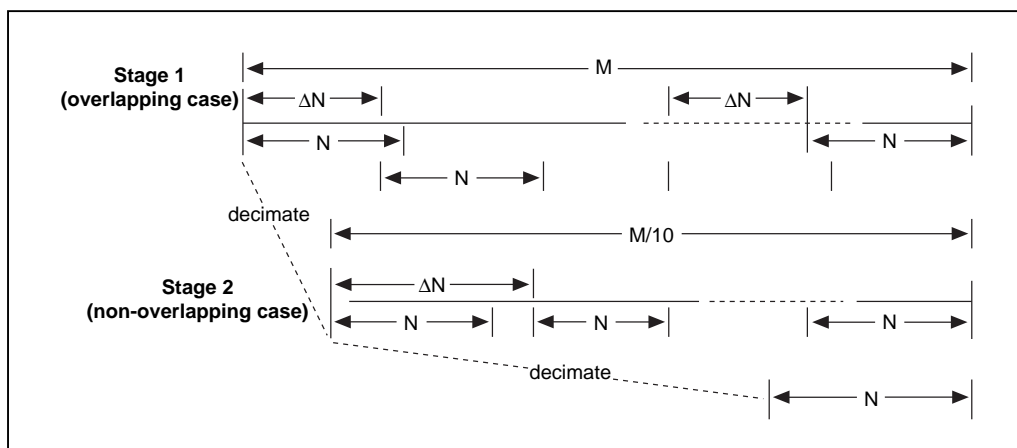 M
Stage 1
(overlapping case)
ΔN ΔN
N N
N
decimate
M/10
Stage 2
(non-overlapping case)
ΔN
N N N
decimate
N